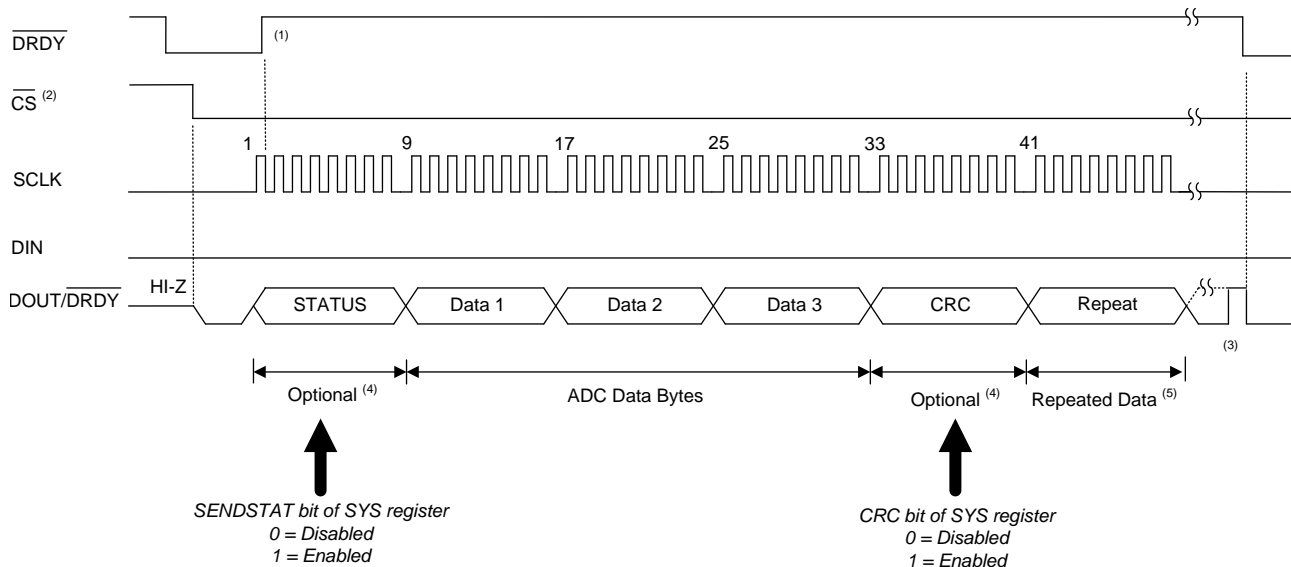 DRDY
(1)
CS (2)
1 9 17 25 33 41
SCLK
DIN
HI-Z
DOUT/DRDY
STATUS Data 1 Data 2 Data 3 CRC Repeat
(3)
Optional (4) ADC Data Bytes Optional (4) Repeated Data (5)
SENDSTAT bit of SYS register
0 = Disabled
1 = Enabled
CRC bit of SYS register
0 = Disabled
1 = Enabled